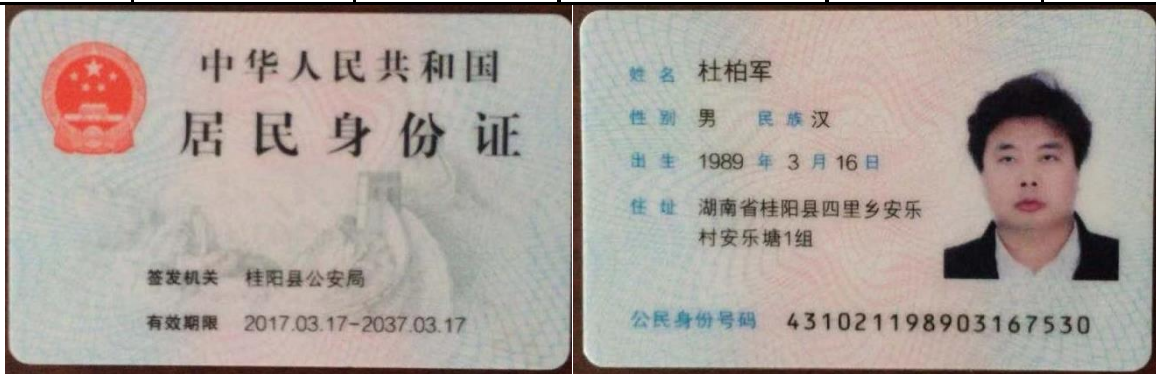 中华人民共和国
居民身份证
签发机关 桂阳县公安局
有效期限 2017.03.17-2037.03.17
姓名 杜柏军
性别 男 民族 汉
出生 1989 年 3 月 16 日
住址 湖南省桂阳县四里乡安乐
村安乐塘1组
公民身份号码 431021198903167530